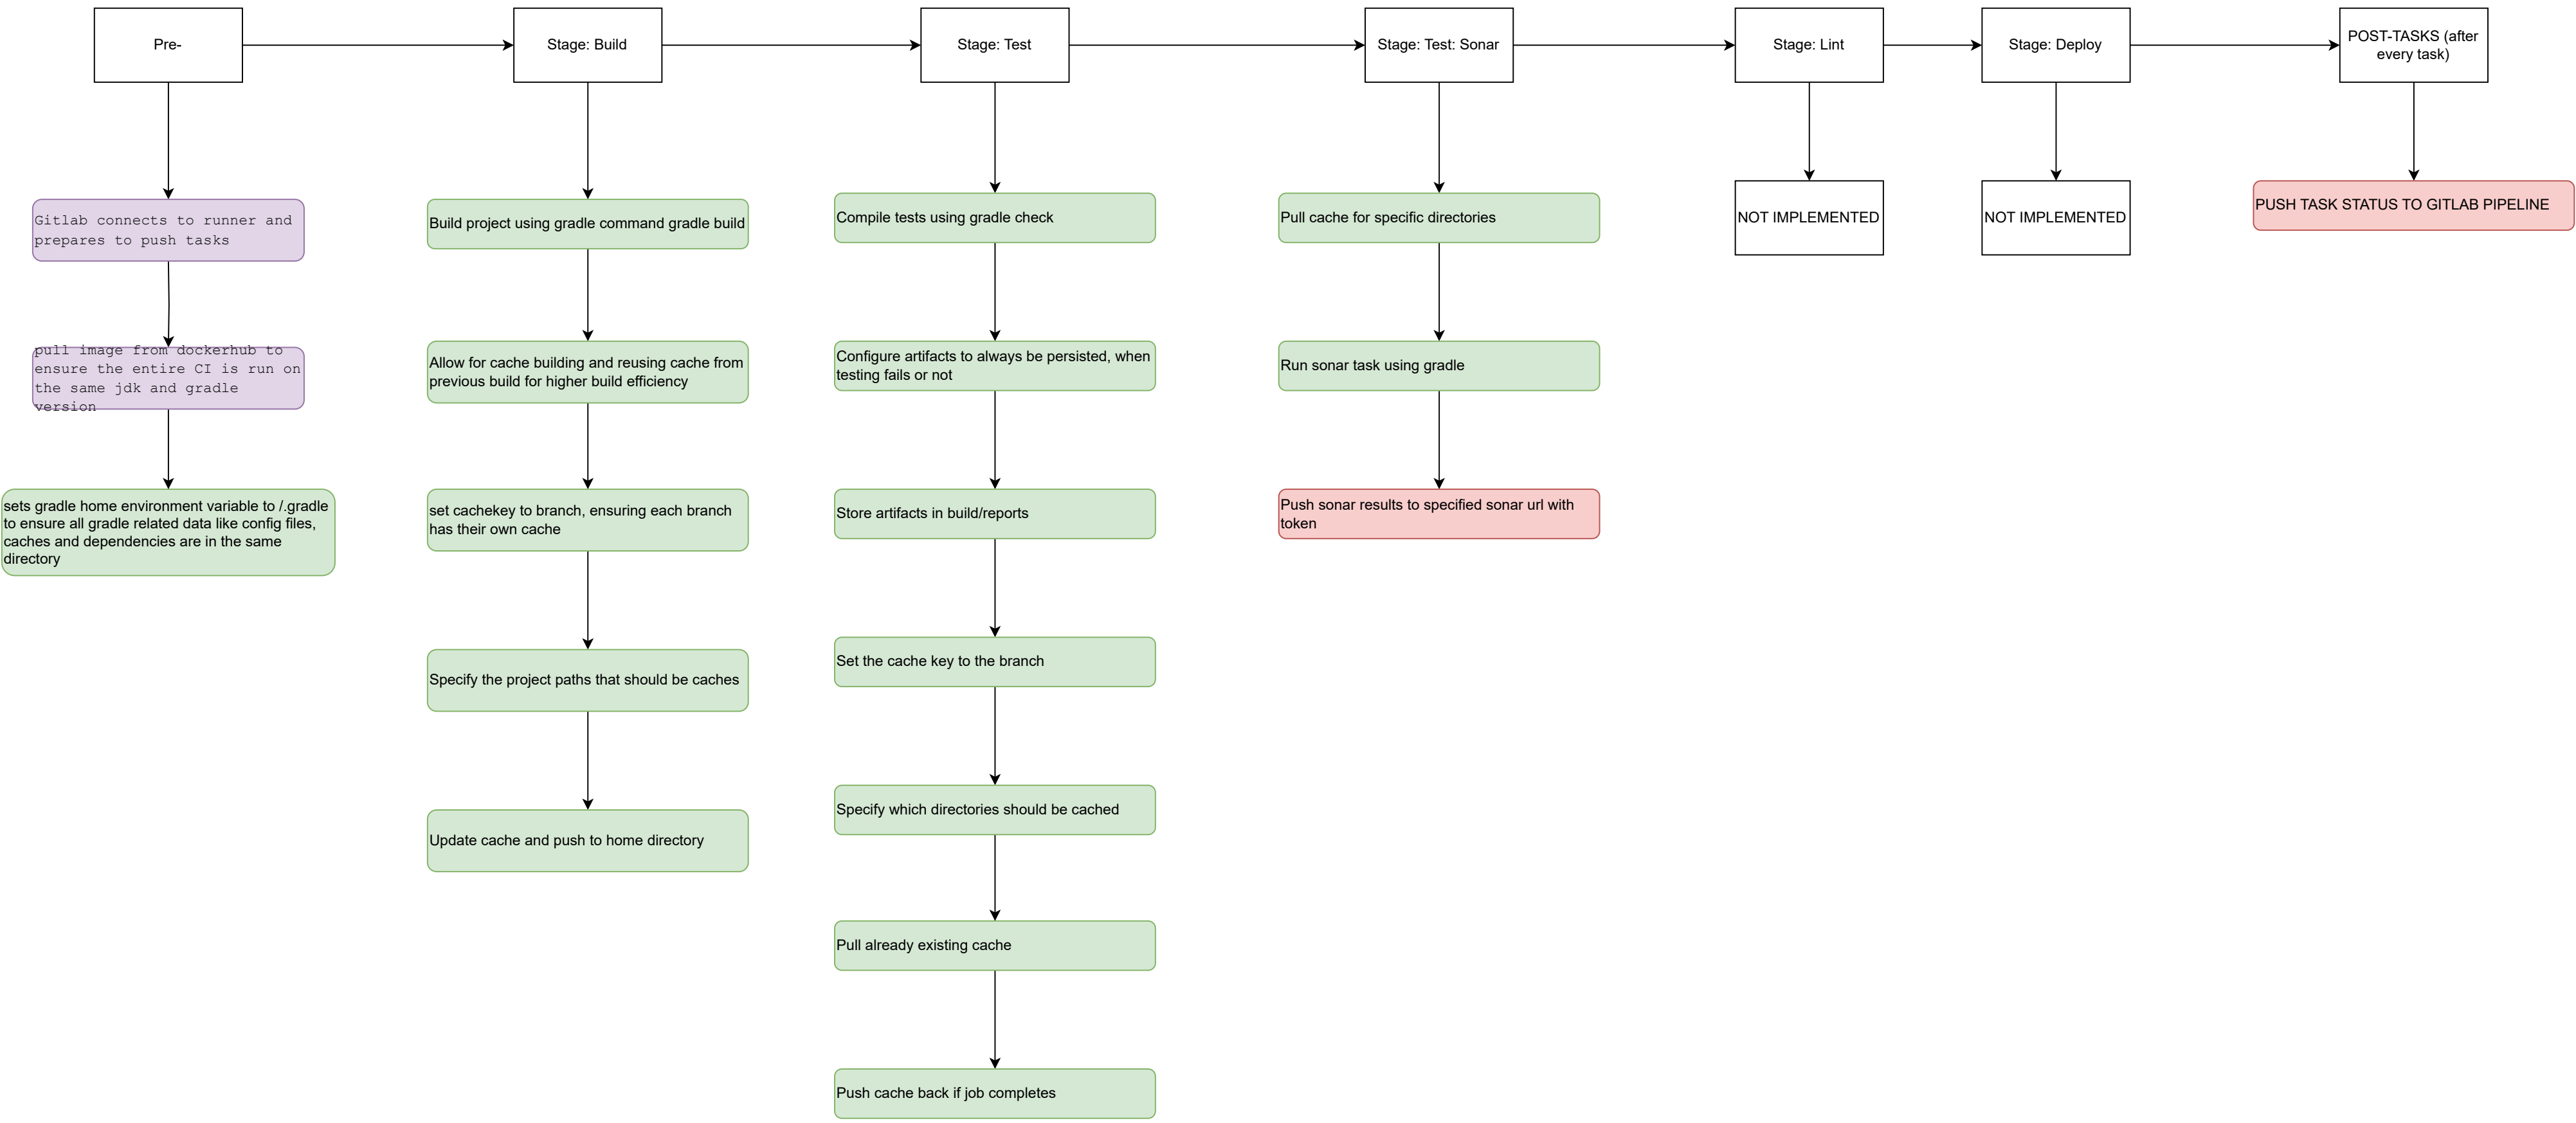 Pre-
Stage: Build
Stage: Test
Stage: Test: Sonar
Stage: Lint
Stage: Deploy
POST-TASKS (after
every task)
Gitlab connects to runner and
prepares to push tasks
pull image from dockerhub to
ensure the entire CI is run on
the same jdk and gradle
version
sets gradle home environment variable to /.gradle
to ensure all gradle related data like config files,
caches and dependencies are in the same
directory
Build project using gradle command gradle build
Allow for cache building and reusing cache from
previous build for higher build efficiency
set cachekey to branch, ensuring each branch
has their own cache
Specify the project paths that should be caches
Update cache and push to home directory
Compile tests using gradle check
Configure artifacts to always be persisted, when
testing fails or not
Store artifacts in build/reports
Set the cache key to the branch
Specify which directories should be cached
Pull already existing cache
Push cache back if job completes
Pull cache for specific directories
Run sonar task using gradle
Push sonar results to specified sonar url with
token
NOT IMPLEMENTED
NOT IMPLEMENTED
PUSH TASK STATUS TO GITLAB PIPELINE